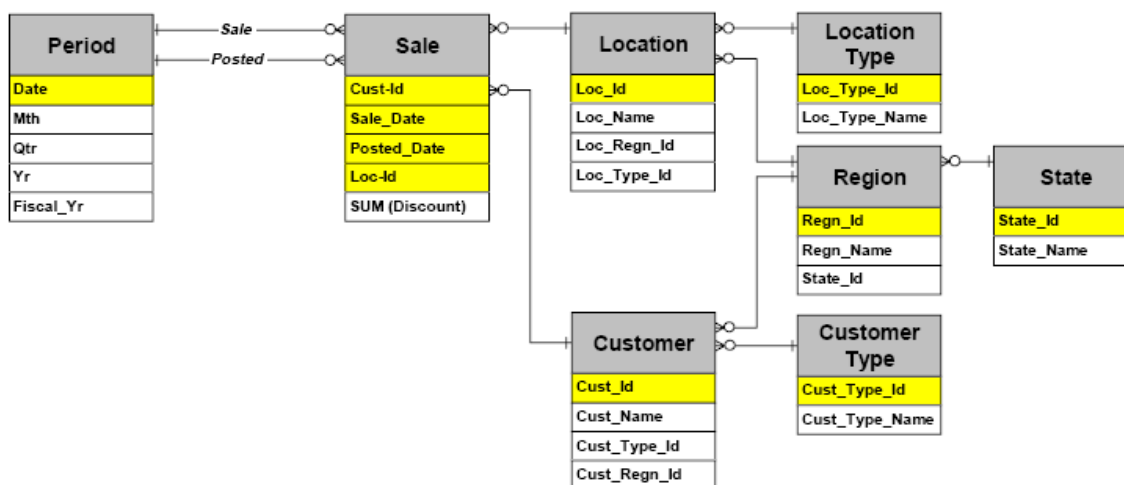 Period
Date
Mth
Qtr
Yr
Fiscal_Yr
Sale
Posted
Sale
Cust-Id
Sale_Date
Posted_Date
Loc-Id
SUM (Discount)
Location
Loc_Id
Loc_Name
Loc_Regn_Id
Loc_Type_Id
Location
Type
Loc_Type_Id
Loc_Type_Name
Region
Regn_Id
Regn_Name
State_Id
State
State_Id
State_Name
Customer
Cust_Id
Cust_Name
Cust_Type_Id
Cust_Regn_Id
Customer
Type
Cust_Type_Id
Cust_Type_Name